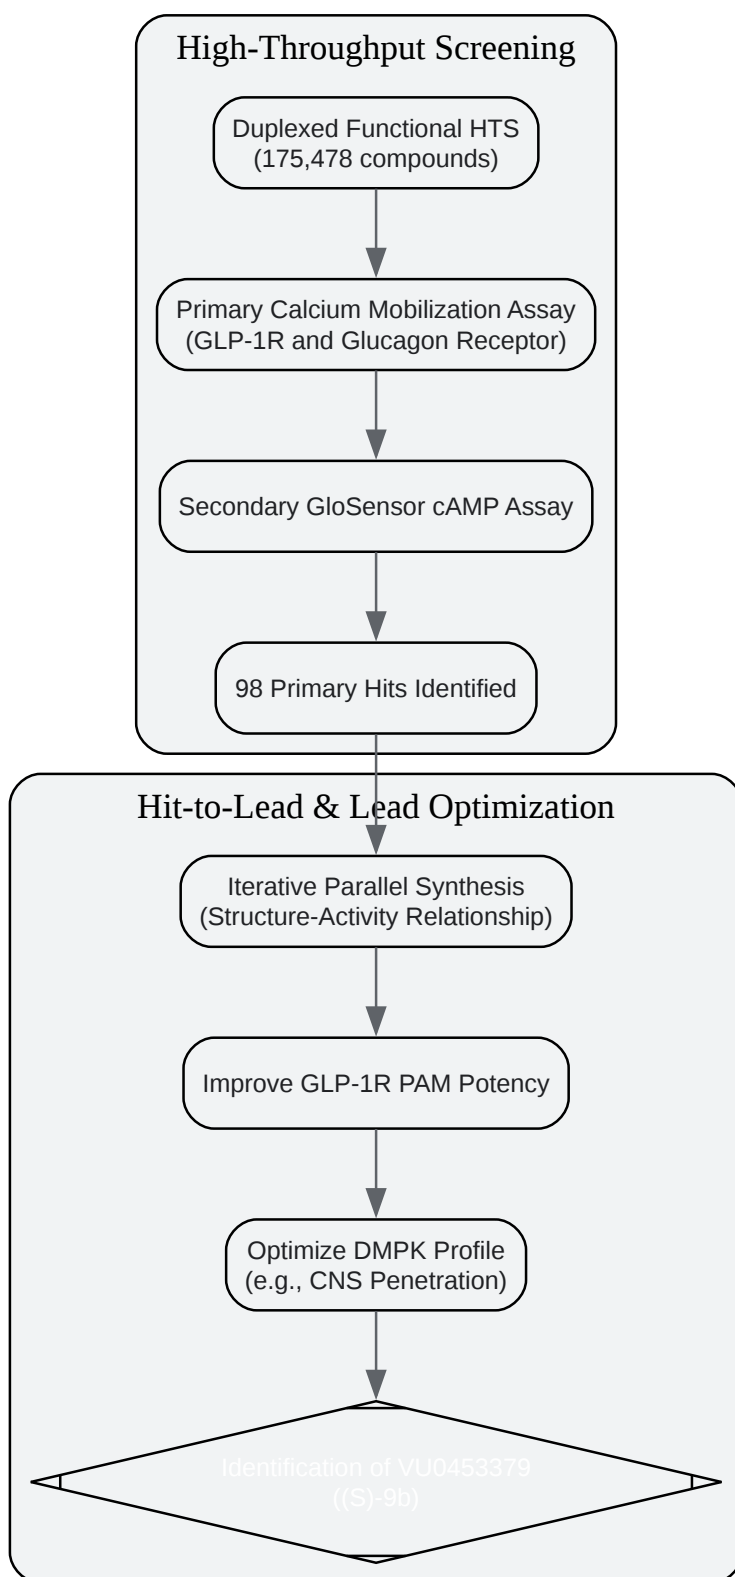 High-Throughput Screening
Duplexed Functional HTS
(175,478 compounds)
Primary Calcium Mobilization Assay
(GLP-1R and Glucagon Receptor)
Secondary GloSensor cAMP Assay
98 Primary Hits Identified
Hit-to-Lead & Lead Optimization
Iterative Parallel Synthesis
(Structure-Activity Relationship)
Improve GLP-1R PAM Potency
Optimize DMPK Profile
(e.g., CNS Penetration)
Identification of VU0453379
((S)-9b)